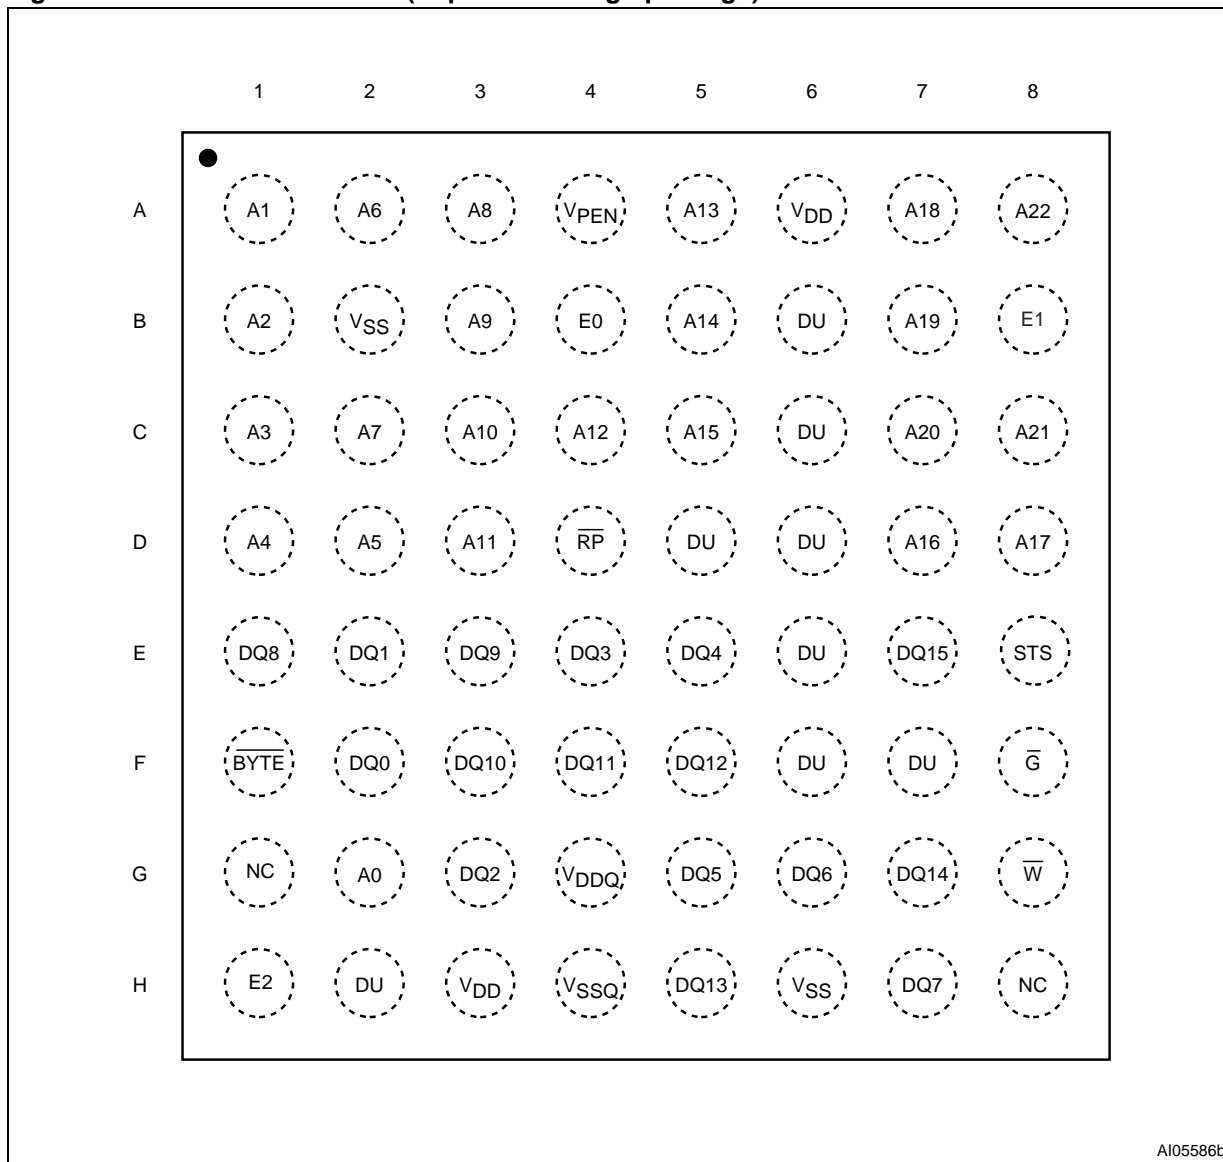 1 2 3 4 5 6 7 8
A A1 A6 A8 VPEN A13 VDD A18 A22
B A2 VSS A9 E0 A14 DU A19 E1
C A3 A7 A10 A12 A15 DU A20 A21
D A4 A5 A11 R̅P̅ DU DU A16 A17
E DQ8 DQ1 DQ9 DQ3 DQ4 DU DQ15 STS
F B̅Y̅T̅E̅ DQ0 DQ10 DQ11 DQ12 DU DU G̅
G NC A0 DQ2 VDDQ DQ5 DQ6 DQ14 W̅
H E2 DU VDD VSSQ DQ13 VSS DQ7 NC
AI05586b